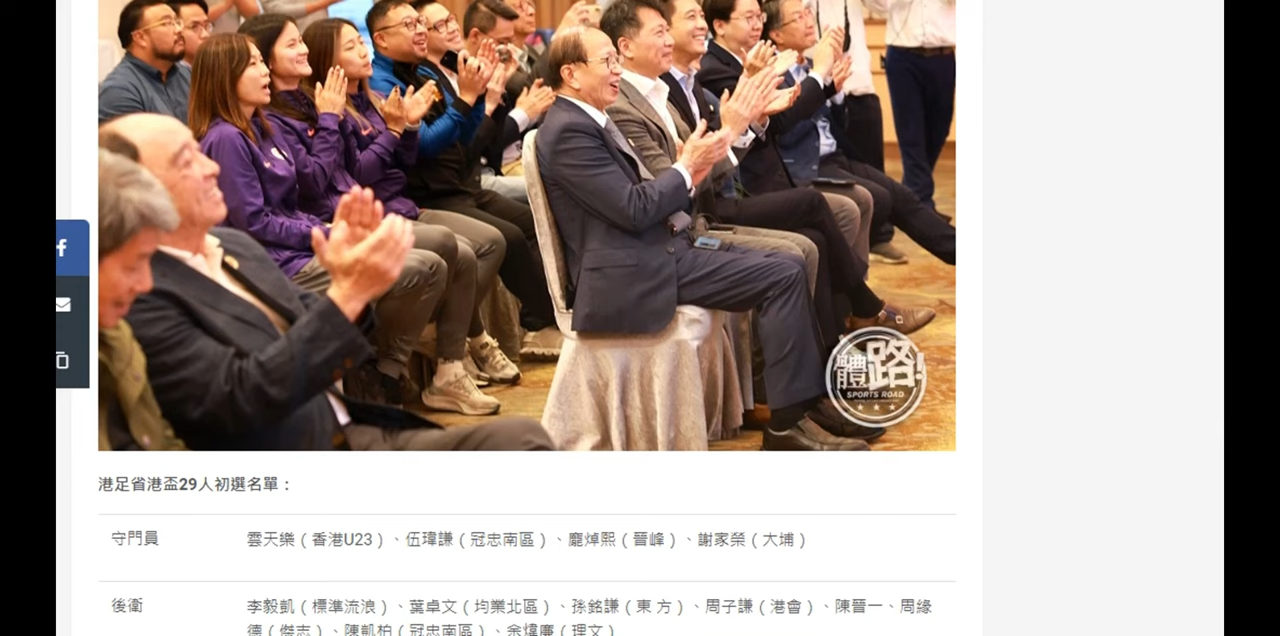 體路!
SPORTS ROAD
港足省港盃29人初選名單：
守門員
雲天樂（香港U23）、伍瑋謙（冠忠南區）、龐焯熙（晉峰）、謝家榮（大埔）
後衛
李毅凱（標準流浪）、葉卓文（均業北區）、孫銘謙（東 方）、周子謙（港會）、陳晉一、周緣
德（傑志）、陳凱柏（冠忠南區）、余煒廉（理文）